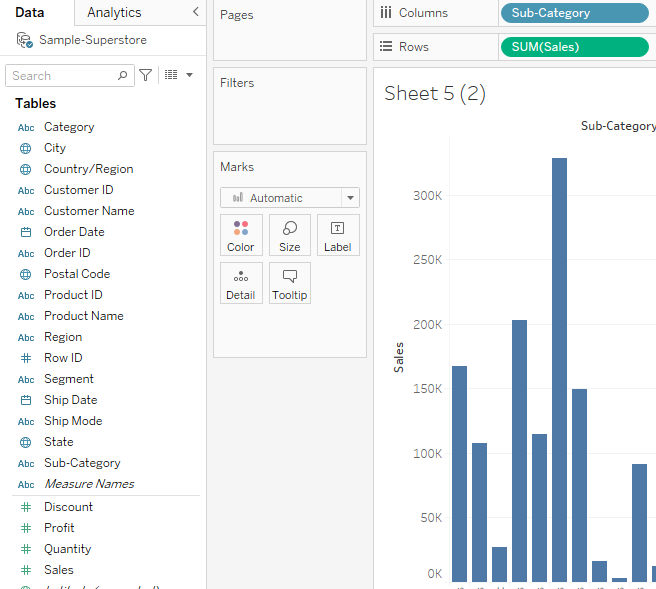 Data
Analytics
Sample-Superstore
Search
Tables
Abc Category
City
Country/Region
Abc Customer ID
Abc Customer Name
Order Date
Abc Order ID
Postal Code
Abc Product ID
Abc Product Name
Abc Region
# Row ID
Abc Segment
Ship Date
Abc Ship Mode
State
Abc Sub-Category
Abc Measure Names
# Discount
# Profit
# Quantity
# Sales
Pages
Filters
Marks
Automatic
Color
Size
T
Label
Detail
Tooltip
Columns
Sub-Category
Rows
SUM(Sales)
Sheet 5 (2)
Sub-Category
Sales
300K
250K
200K
150K
100K
50K
0K